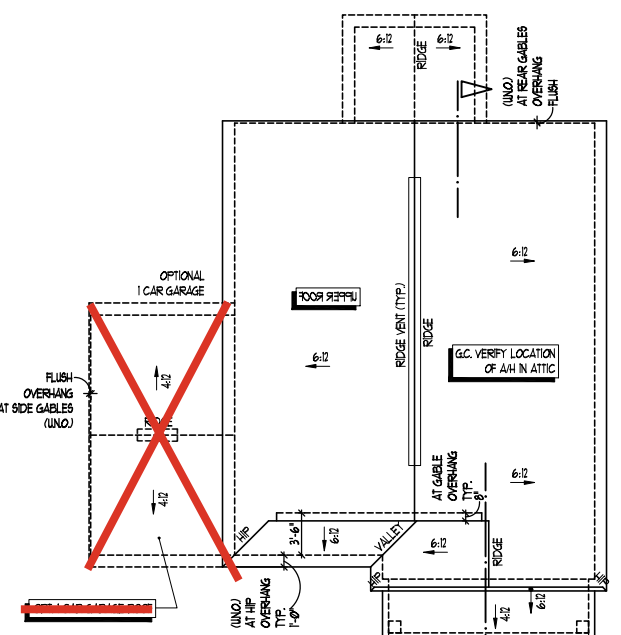 6:12
6:12
RIDGE
(U.N.O.)
AT REAR GABLES
OVERHANG
FLUSH
6:12
OPTIONAL
1 CAR GARAGE
UPPER ROOF
RIDGE VENT (TYP.)
RIDGE
G.C. VERIFY LOCATION
OF A/H IN ATTIC
6:12
FLUSH
OVERHANG
AT SIDE GABLES
(U.N.O.)
4:12
RIDGE
4:12
AT GABLE
OVERHANG
TYP.
8"
6:12
HIP
3'-6"
6:12
VALLEY
6:12
RIDGE
HIP
HIP
(U.N.O.)
AT HIP
OVERHANG
TYP.
1'-0"
4:12
6:12